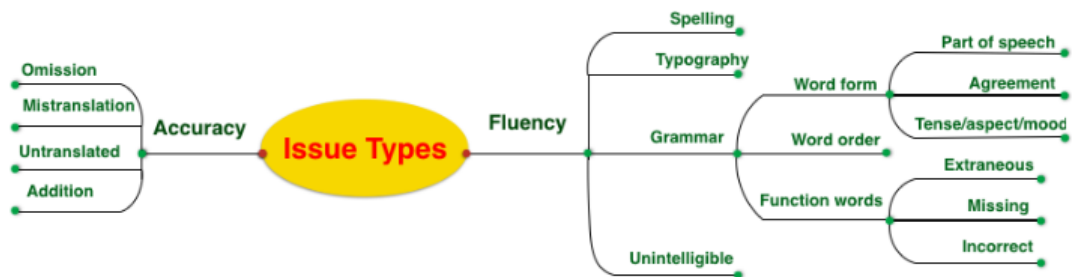 Issue Types
Accuracy
Omission
Mistranslation
Untranslated
Addition
Fluency
Spelling
Typography
Grammar
Word form
Part of speech
Agreement
Tense/aspect/mood
Word order
Function words
Extraneous
Missing
Incorrect
Unintelligible